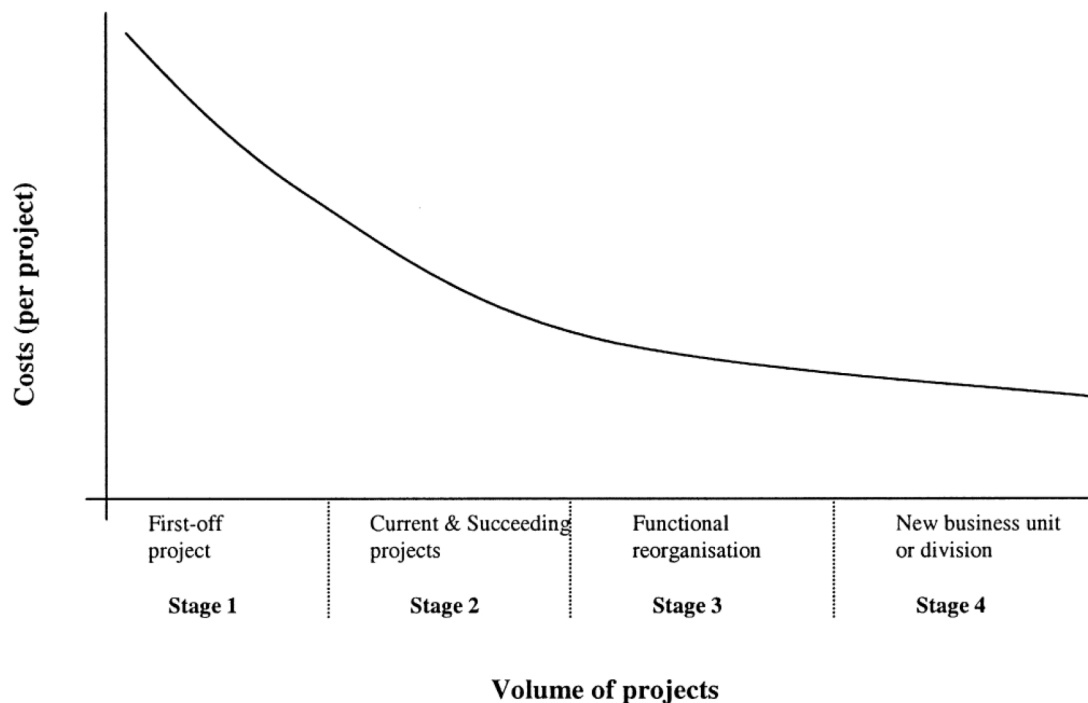 Costs (per project)
First-off
project
Stage 1
Current & Succeeding
projects
Stage 2
Functional
reorganisation
Stage 3
New business unit
or division
Stage 4
Volume of projects